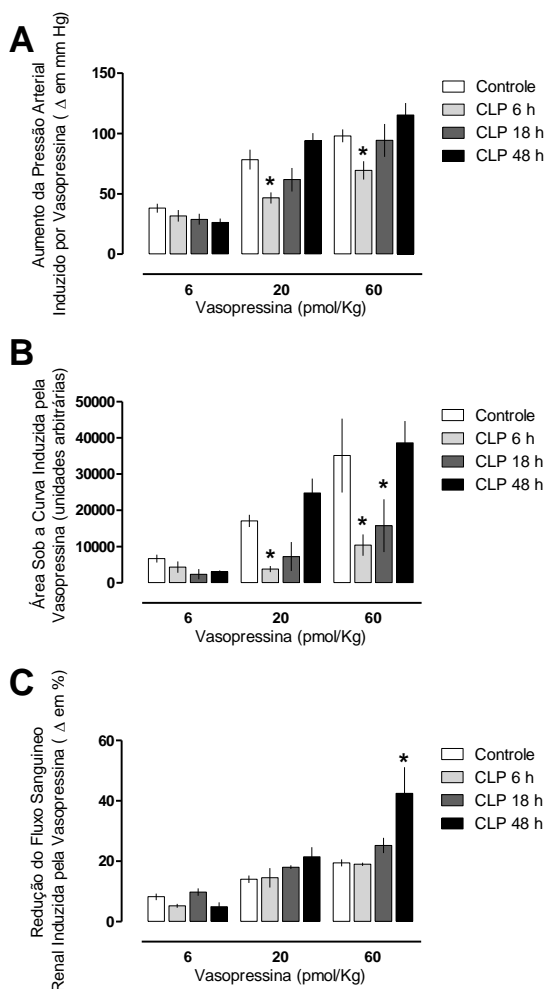 A
Aumento da Pressão Arterial
Induzido por Vasopressina ( Δ em mm Hg)
150
100
50
0
*
*
Controle
CLP 6 h
CLP 18 h
CLP 48 h
6
20
60
Vasopressina (pmol/Kg)
B
Área Sob a Curva Induzida pela
Vasopressina (unidades arbitrárias)
50000
40000
30000
20000
10000
0
*
*
*
Controle
CLP 6 h
CLP 18 h
CLP 48 h
6
20
60
Vasopressina (pmol/Kg)
C
Redução do Fluxo Sanguineo
Renal Induzida pela Vasopressina ( Δ em %)
60
40
20
0
*
Controle
CLP 6 h
CLP 18 h
CLP 48 h
6
20
60
Vasopressina (pmol/Kg)